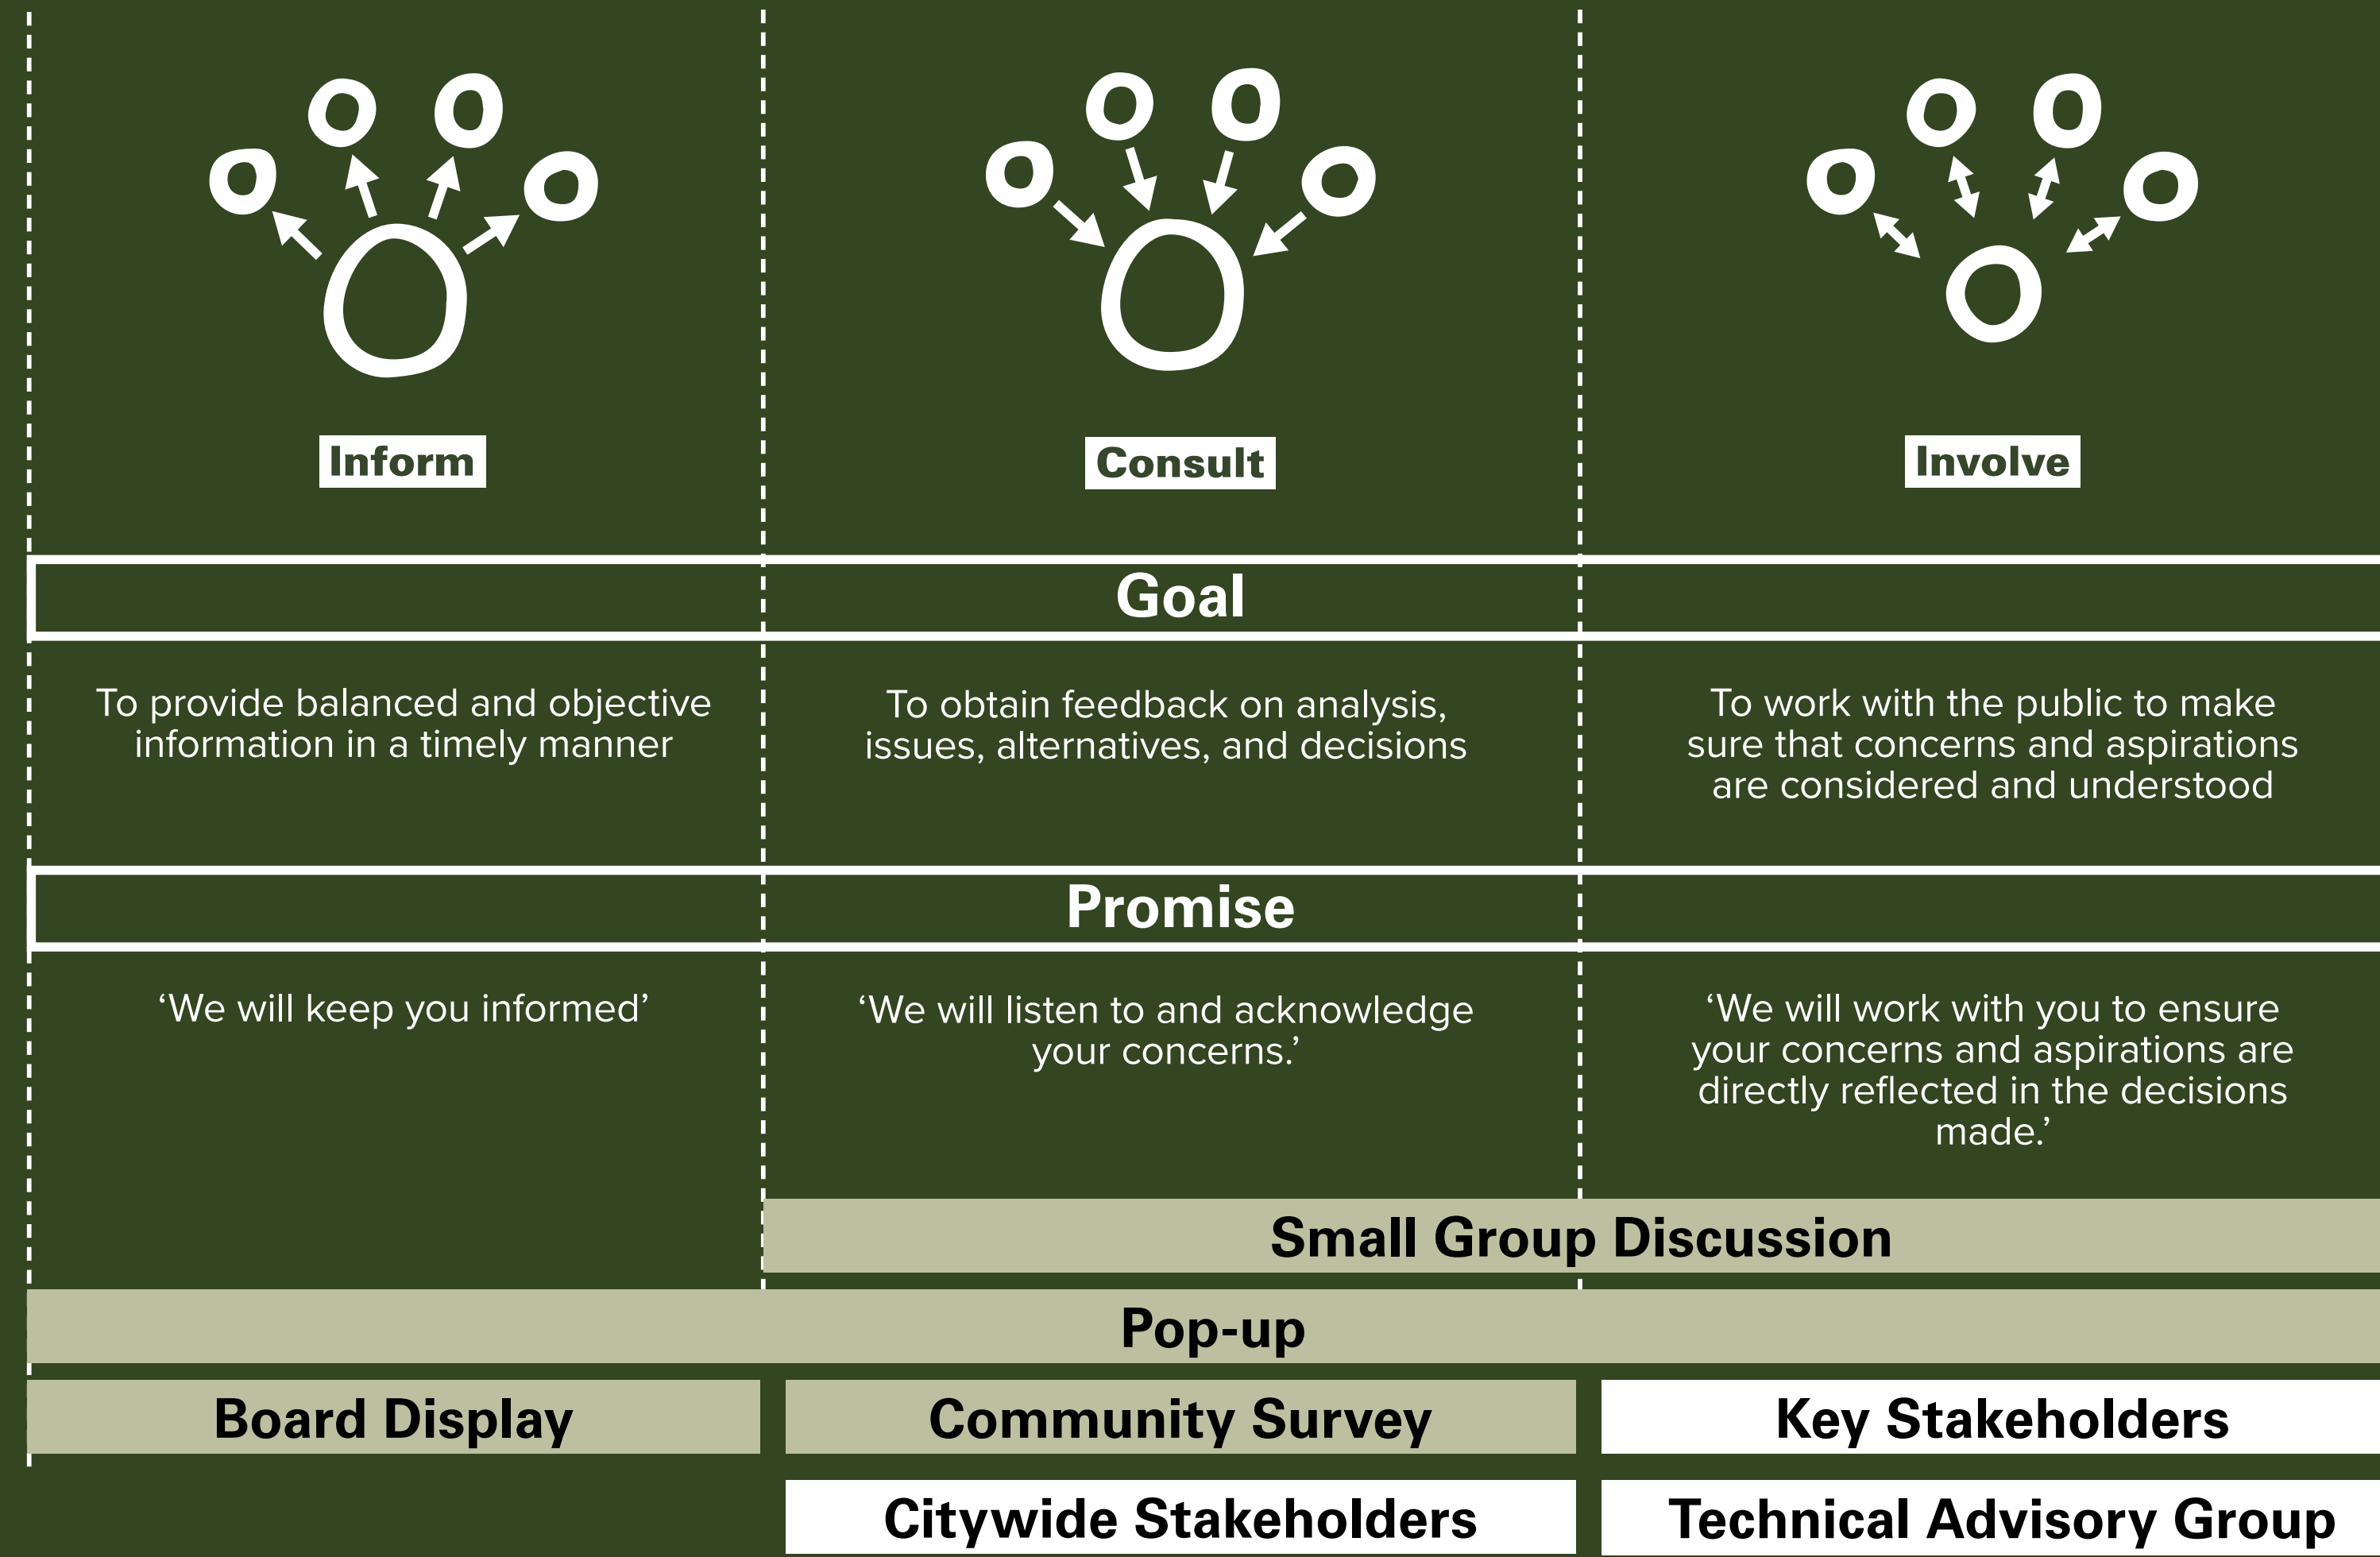 Inform
Consult
Involve
Goal
To provide balanced and objective
information in a timely manner
To obtain feedback on analysis,
issues, alternatives, and decisions
To work with the public to make
sure that concerns and aspirations
are considered and understood
Promise
‘We will keep you informed’
‘We will listen to and acknowledge
your concerns.’
‘We will work with you to ensure
your concerns and aspirations are
directly reflected in the decisions
made.’
Small Group Discussion
Pop-up
Board Display
Community Survey
Key Stakeholders
Citywide Stakeholders
Technical Advisory Group